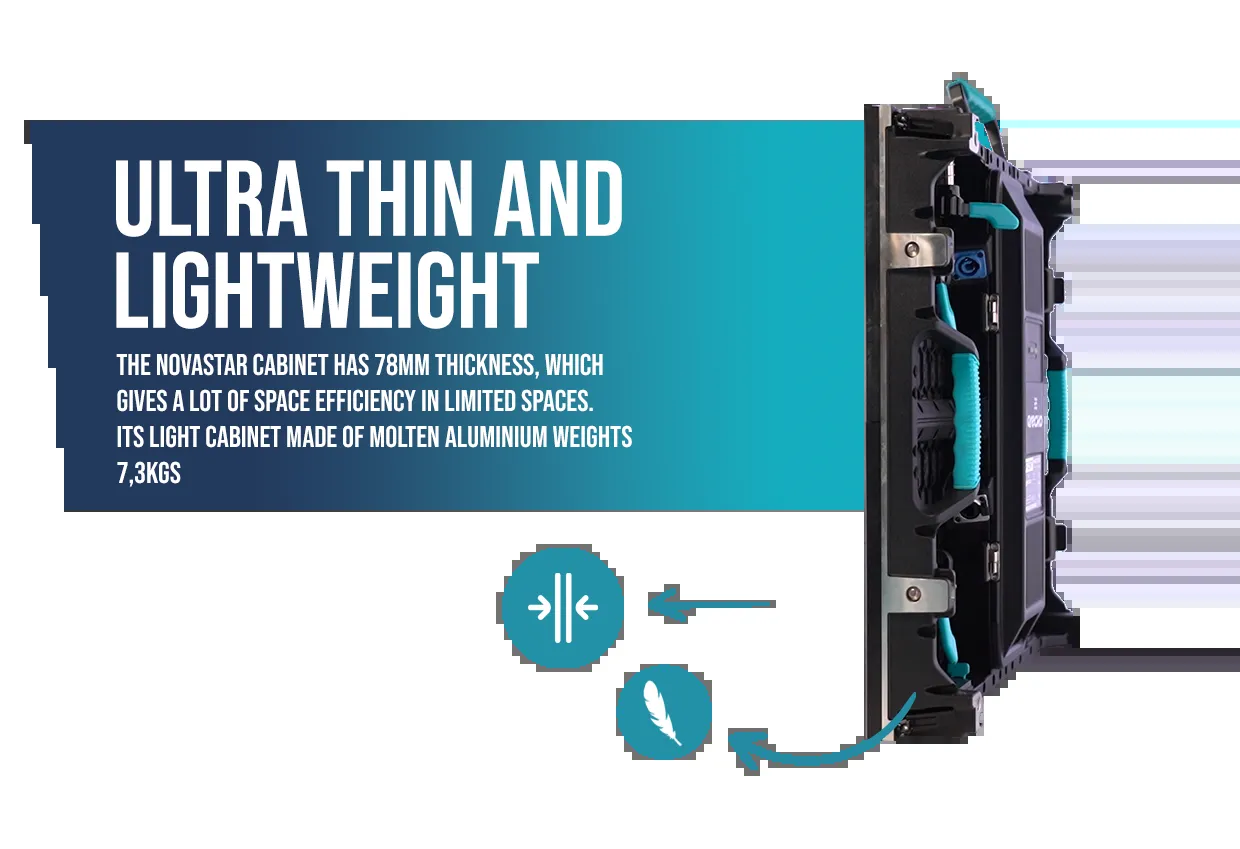 ULTRA THIN AND
LIGHTWEIGHT
THE NOVASTAR CABINET HAS 78MM THICKNESS, WHICH
GIVES A LOT OF SPACE EFFICIENCY IN LIMITED SPACES.
ITS LIGHT CABINET MADE OF MOLTEN ALUMINIUM WEIGHTS
7,3KGS